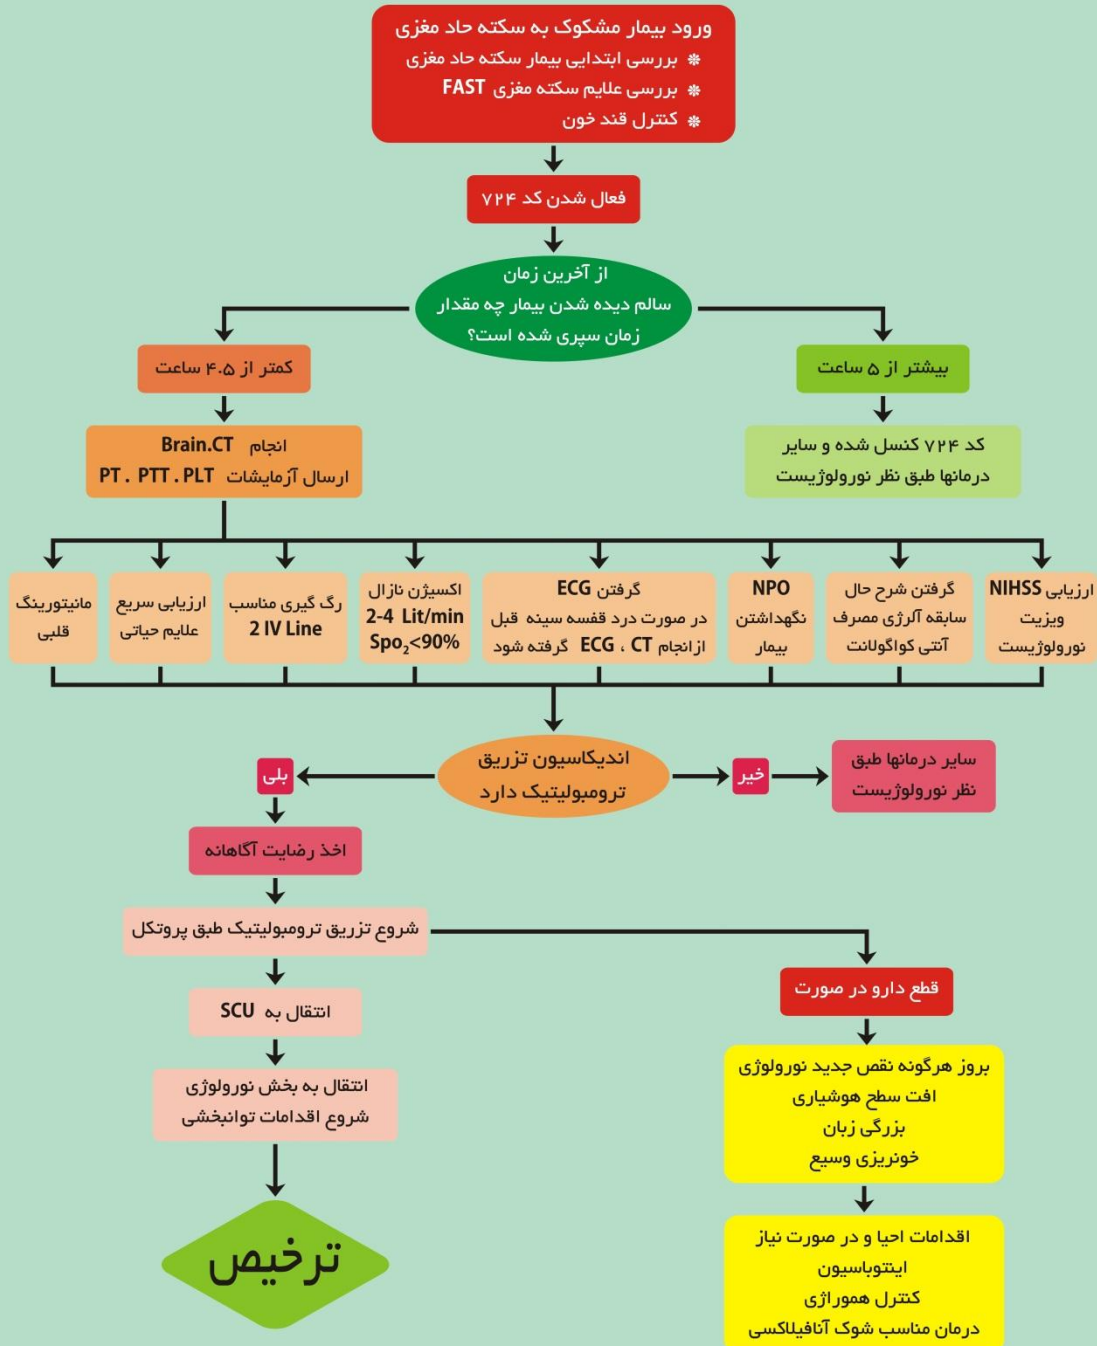 ورود بیمار مشکوک به سکته حاد مغزی
❊ بررسی ابتدایی بیمار سکته حاد مغزی
❊ بررسی علایم سکته مغزی FAST
❊ کنترل قند خون
فعال شدن کد ۷۲۴
از آخرین زمان
سالم دیده شدن بیمار چه مقدار
زمان سپری شده است؟
بیشتر از ۵ ساعت
کد ۷۲۴ کنسل شده و سایر
درمانها طبق نظر نورولوژیست
کمتر از ۴.۵ ساعت
انجام Brain.CT
ارسال آزمایشات PT . PTT . PLT
ارزیابی NIHSS
ویزیت
نورولوژیست
گرفتن شرح حال
سابقه آلرژی مصرف
آنتی کواگولانت
NPO
نگهداشتن
بیمار
گرفتن ECG
در صورت درد قفسه سینه قبل
ازانجام ECG ، CT گرفته شود
اکسیژن نازال
2-4 Lit/min
Spo₂<90%
رگ گیری مناسب
2 IV Line
ارزیابی سریع
علایم حیاتی
مانیتورینگ
قلبی
اندیکاسیون تزریق
ترومبولیتیک دارد
خیر
سایر درمانها طبق
نظر نورولوژیست
بلی
اخذ رضایت آگاهانه
شروع تزریق ترومبولیتیک طبق پروتکل
قطع دارو در صورت
بروز هرگونه نقص جدید نورولوژی
افت سطح هوشیاری
بزرگی زبان
خونریزی وسیع
اقدامات احیا و در صورت نیاز
اینتوباسیون
کنترل هموراژی
درمان مناسب شوک آنافیلاکسی
انتقال به SCU
انتقال به بخش نورولوژی
شروع اقدامات توانبخشی
ترخیص